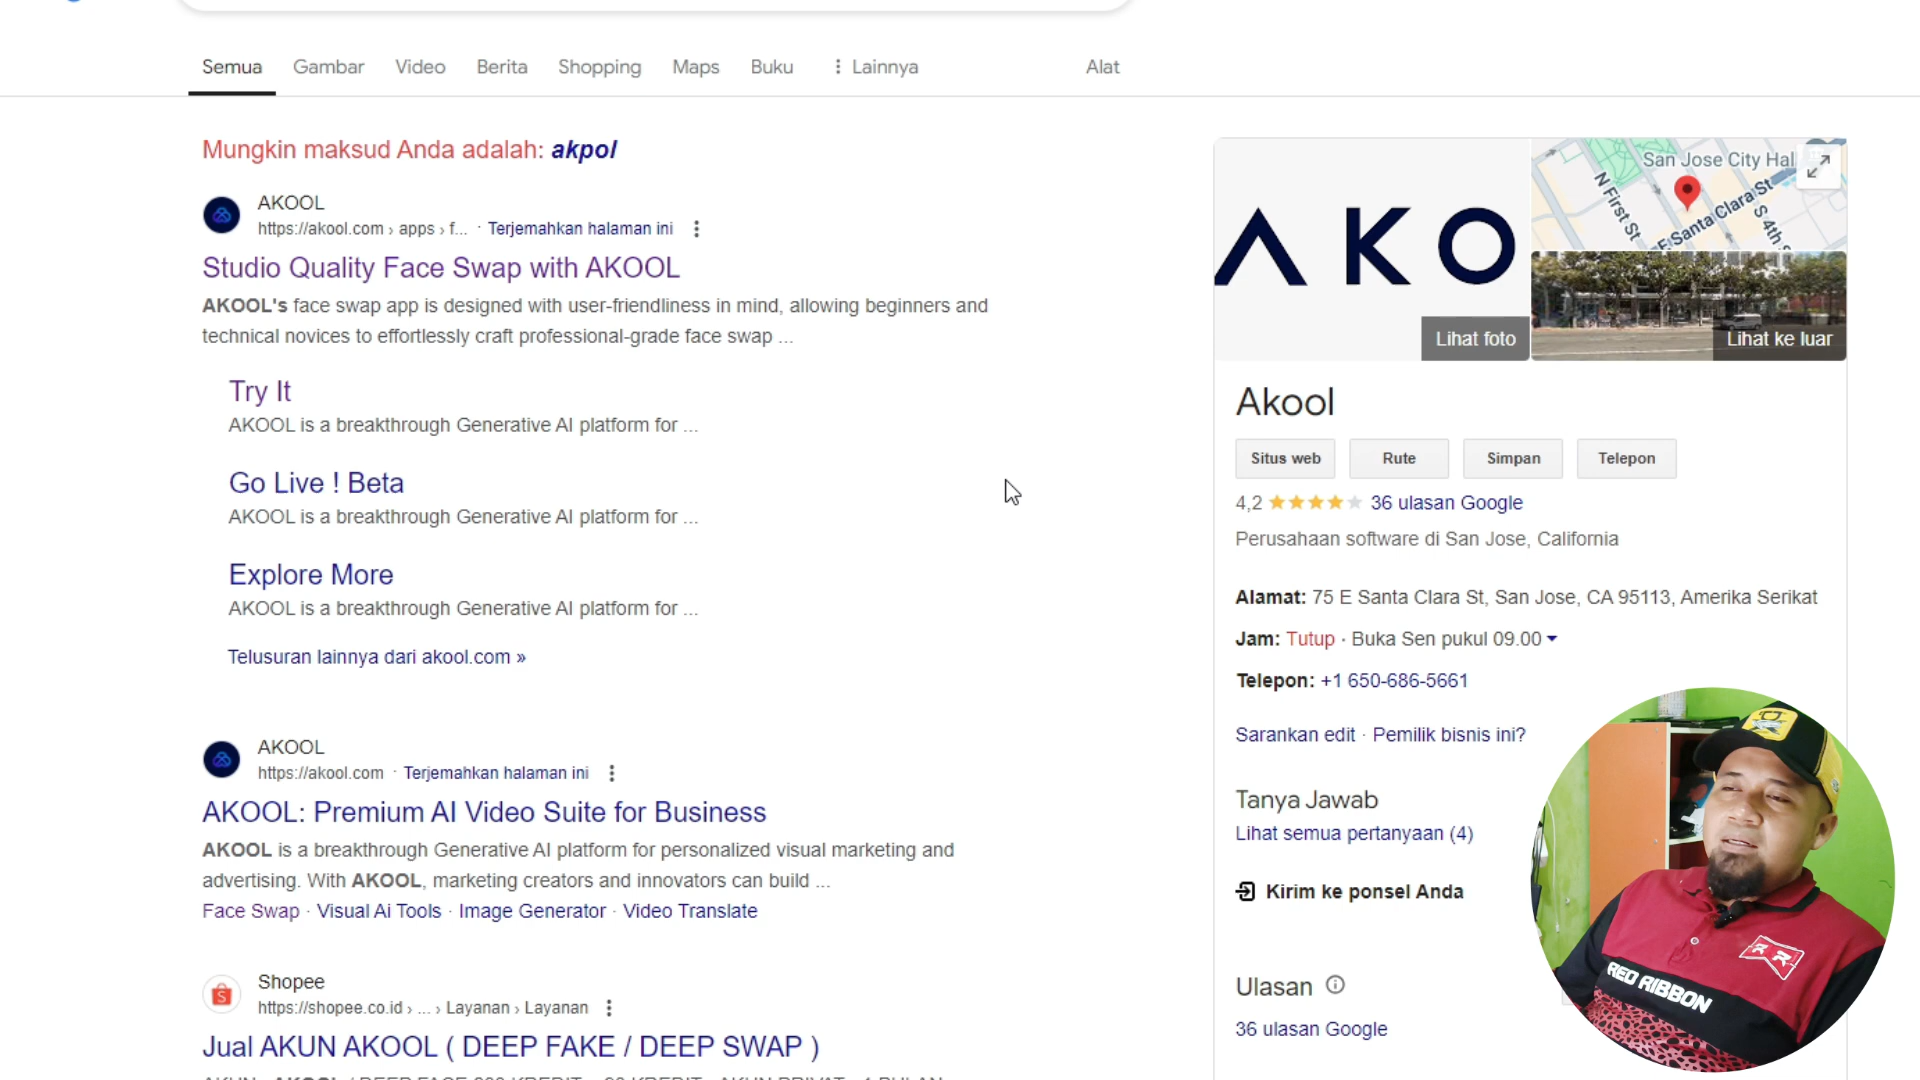 Semua Gambar Video Berita Shopping Maps Buku Lainnya Alat
Mungkin maksud Anda adalah: akpol
AKOOL
https://akool.com › apps › f... · Terjemahkan halaman ini
Studio Quality Face Swap with AKOOL
AKOOL's face swap app is designed with user-friendliness in mind, allowing beginners and
technical novices to effortlessly craft professional-grade face swap ...
Try It
AKOOL is a breakthrough Generative AI platform for ...
Go Live ! Beta
AKOOL is a breakthrough Generative AI platform for ...
Explore More
AKOOL is a breakthrough Generative AI platform for ...
Telusuran lainnya dari akool.com »
AKOOL
https://akool.com · Terjemahkan halaman ini
AKOOL: Premium AI Video Suite for Business
AKOOL is a breakthrough Generative AI platform for personalized visual marketing and
advertising. With AKOOL, marketing creators and innovators can build ...
Face Swap · Visual Ai Tools · Image Generator · Video Translate
Shopee
https://shopee.co.id › ... › Layanan › Layanan
Jual AKUN AKOOL ( DEEP FAKE / DEEP SWAP )
AKO
San Jose City Hal
N First St
E Santa Clara St
S 4th
Lihat foto
Lihat ke luar
Akool
Situs web Rute Simpan Telepon
4,2 36 ulasan Google
Perusahaan software di San Jose, California
Alamat: 75 E Santa Clara St, San Jose, CA 95113, Amerika Serikat
Jam: Tutup · Buka Sen pukul 09.00
Telepon: +1 650-686-5661
Sarankan edit · Pemilik bisnis ini?
Tanya Jawab
Lihat semua pertanyaan (4)
Kirim ke ponsel Anda
Ulasan
36 ulasan Google
RED RIBBON